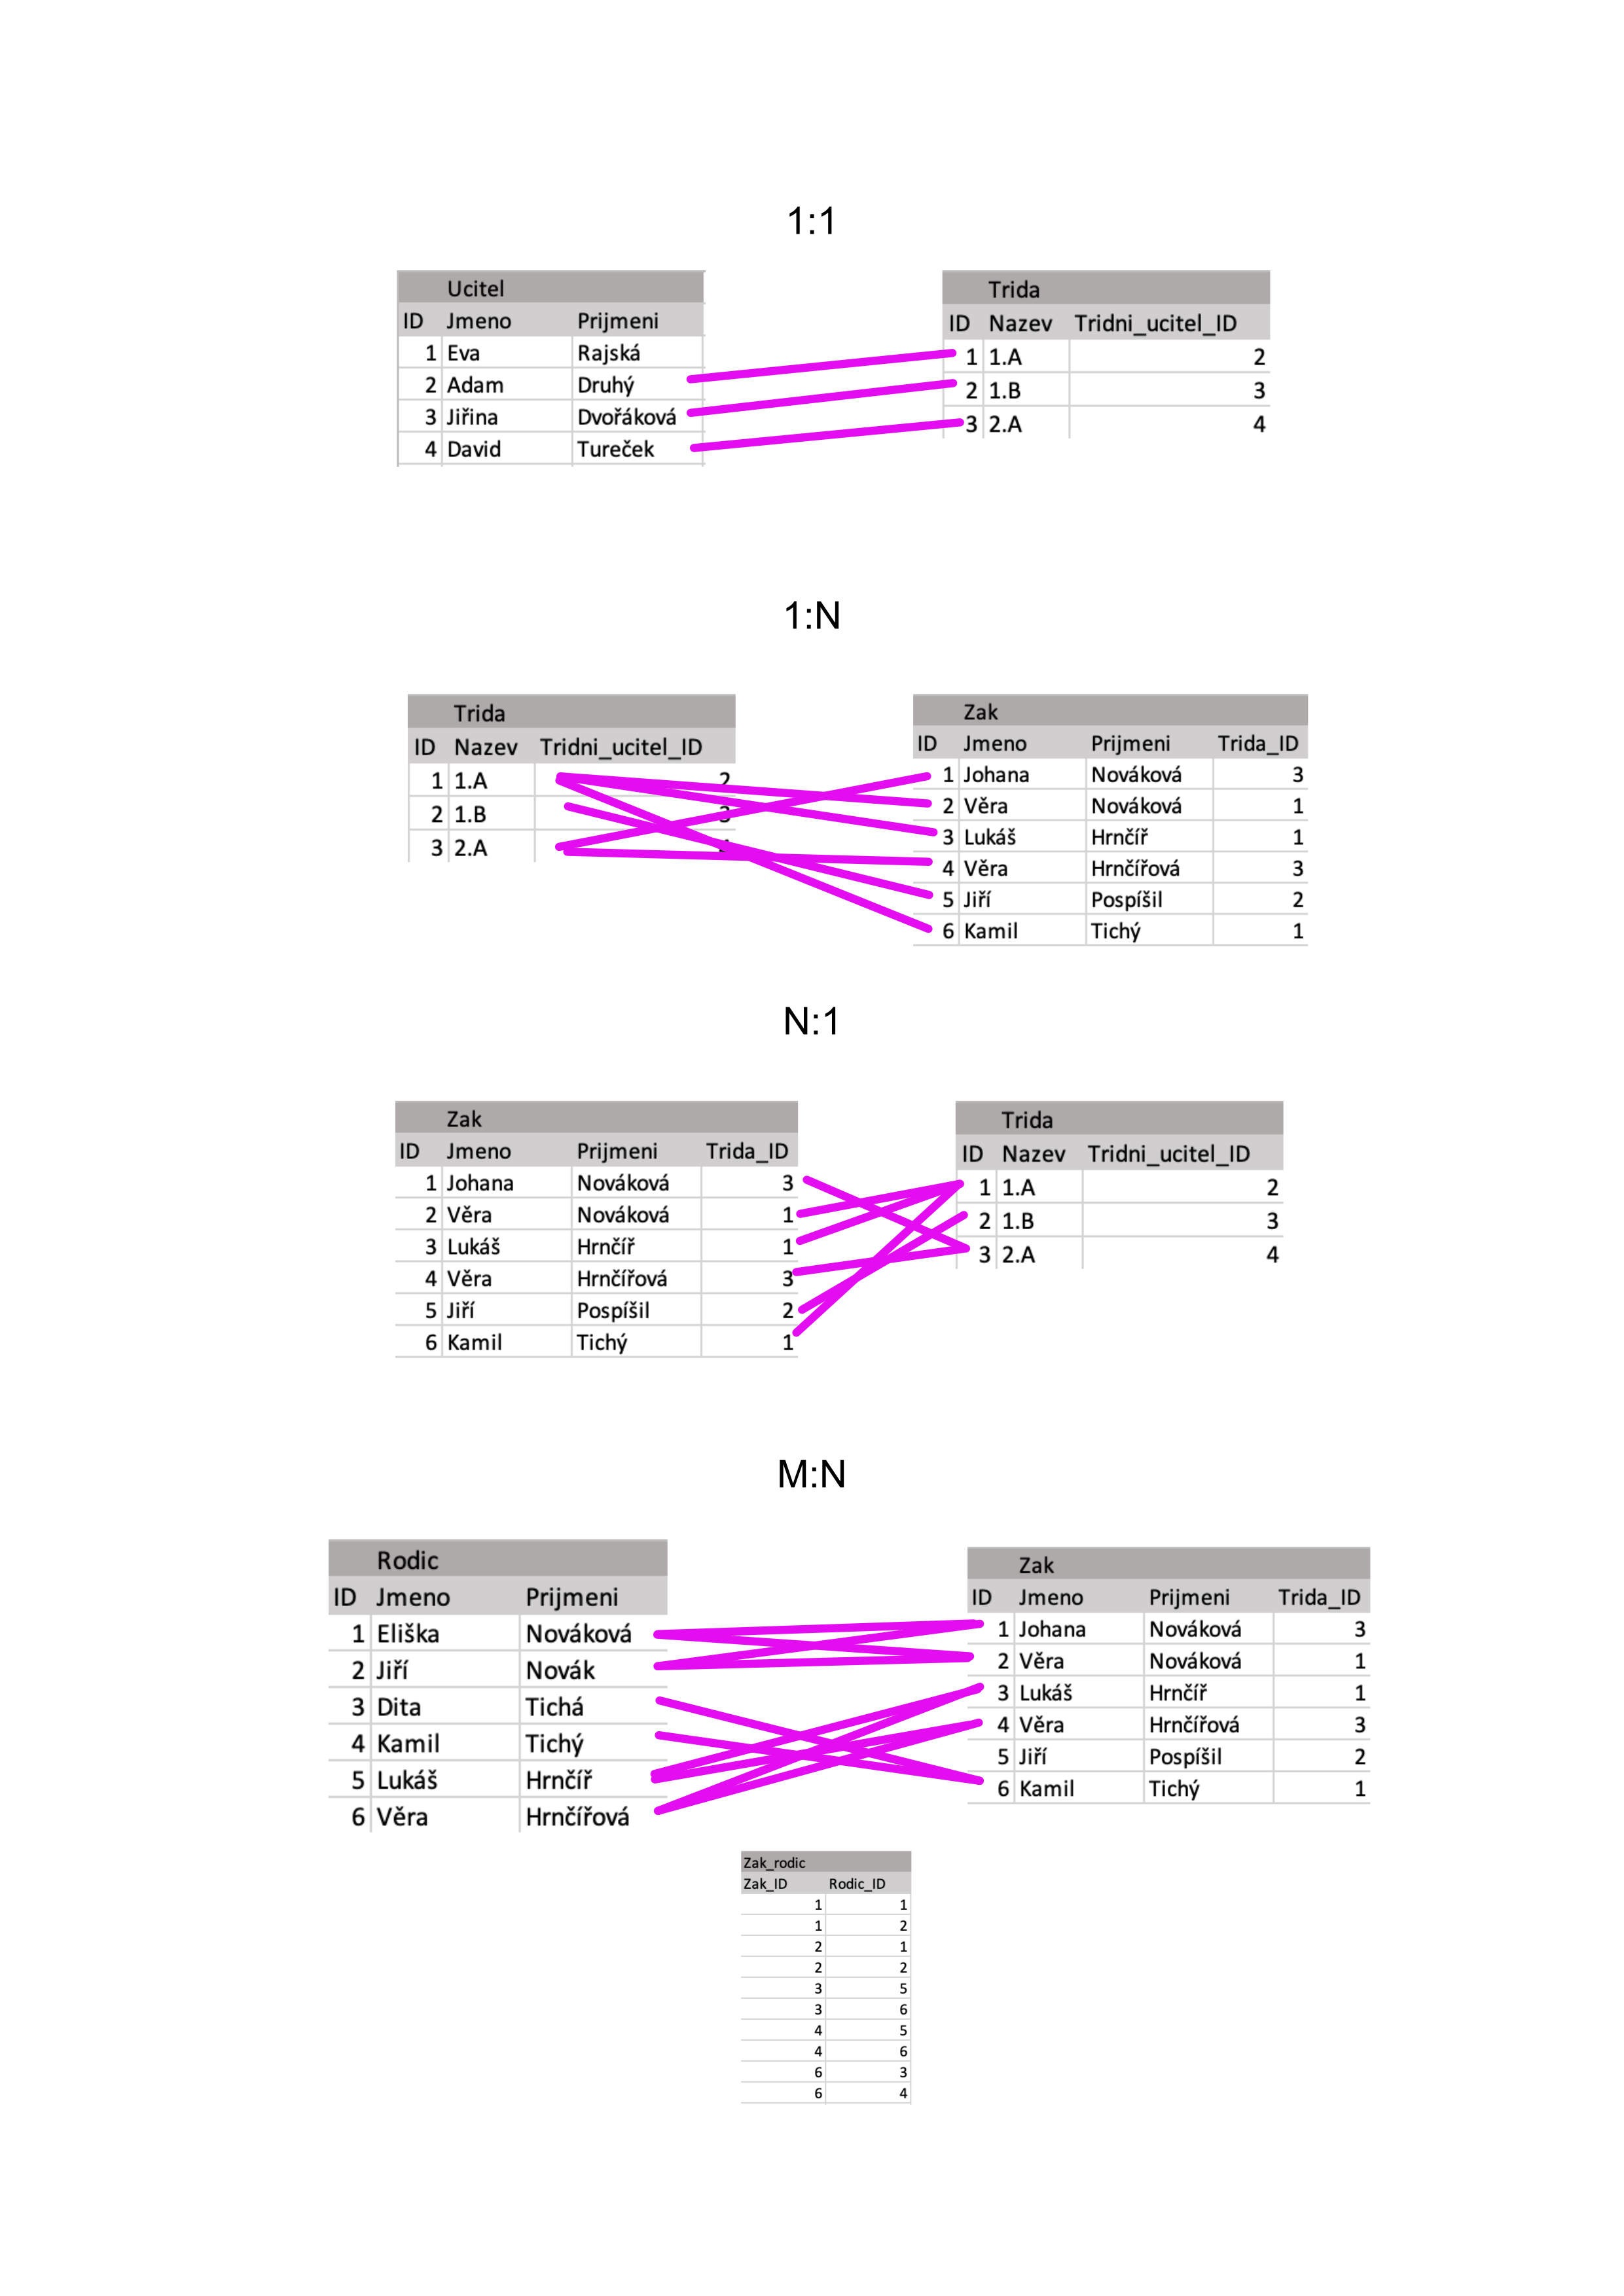 1:1
Ucitel
ID Jmeno Prijmeni
1 Eva Rajská
2 Adam Druhý
3 Jiřina Dvořáková
4 David Tureček
Trida
ID Nazev Tridni_ucitel_ID
1 1.A 2
2 1.B 3
3 2.A 4
1:N
Trida
ID Nazev Tridni_ucitel_ID
1 1.A 2
2 1.B 3
3 2.A
Zak
ID Jmeno Prijmeni Trida_ID
1 Johana Nováková 3
2 Věra Nováková 1
3 Lukáš Hrnčíř 1
4 Věra Hrnčířová 3
5 Jiří Pospíšil 2
6 Kamil Tichý 1
N:1
Zak
ID Jmeno Prijmeni Trida_ID
1 Johana Nováková 3
2 Věra Nováková 1
3 Lukáš Hrnčíř 1
4 Věra Hrnčířová 3
5 Jiří Pospíšil 2
6 Kamil Tichý 1
Trida
ID Nazev Tridni_ucitel_ID
1 1.A 2
2 1.B 3
3 2.A 4
M:N
Rodic
ID Jmeno Prijmeni
1 Eliška Nováková
2 Jiří Novák
3 Dita Tichá
4 Kamil Tichý
5 Lukáš Hrnčíř
6 Věra Hrnčířová
Zak
ID Jmeno Prijmeni Trida_ID
1 Johana Nováková 3
2 Věra Nováková 1
3 Lukáš Hrnčíř 1
4 Věra Hrnčířová 3
5 Jiří Pospíšil 2
6 Kamil Tichý 1
Zak_rodic
Zak_ID Rodic_ID
1 1
1 2
2 1
2 2
3 5
3 6
4 5
4 6
6 3
6 4